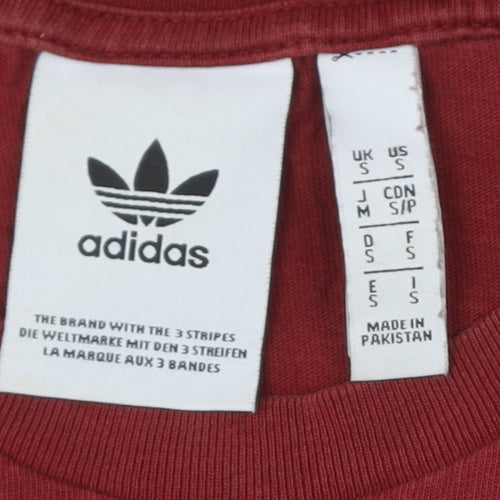 adidas
THE BRAND WITH THE 3 STRIPES
DIE WELTMARKE MIT DEN 3 STREIFEN
LA MARQUE AUX 3 BANDES
UK US
S S
J CDN
M S/P
D F
S S
E I
S S
MADE IN
PAKISTAN